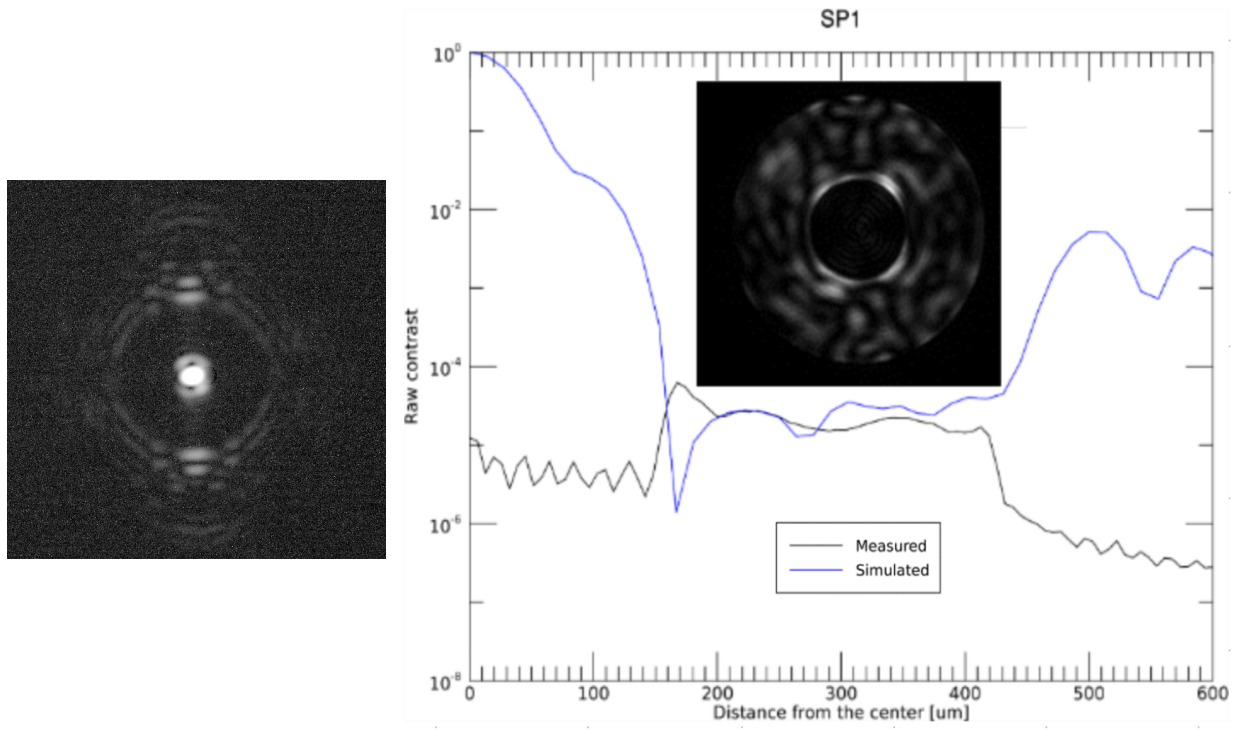 SP1
10^0
10^-2
10^-4
10^-6
10^-8
Raw contrast
Measured
Simulated
0 100 200 300 400 500 600
Distance from the center [um]